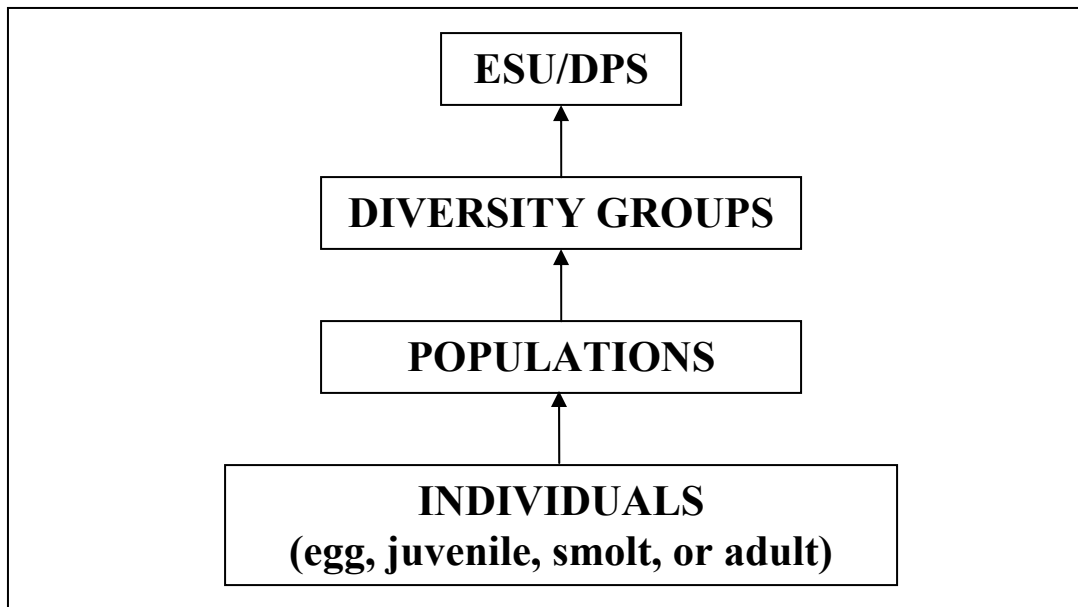 ESU/DPS
DIVERSITY GROUPS
POPULATIONS
INDIVIDUALS
(egg, juvenile, smolt, or adult)